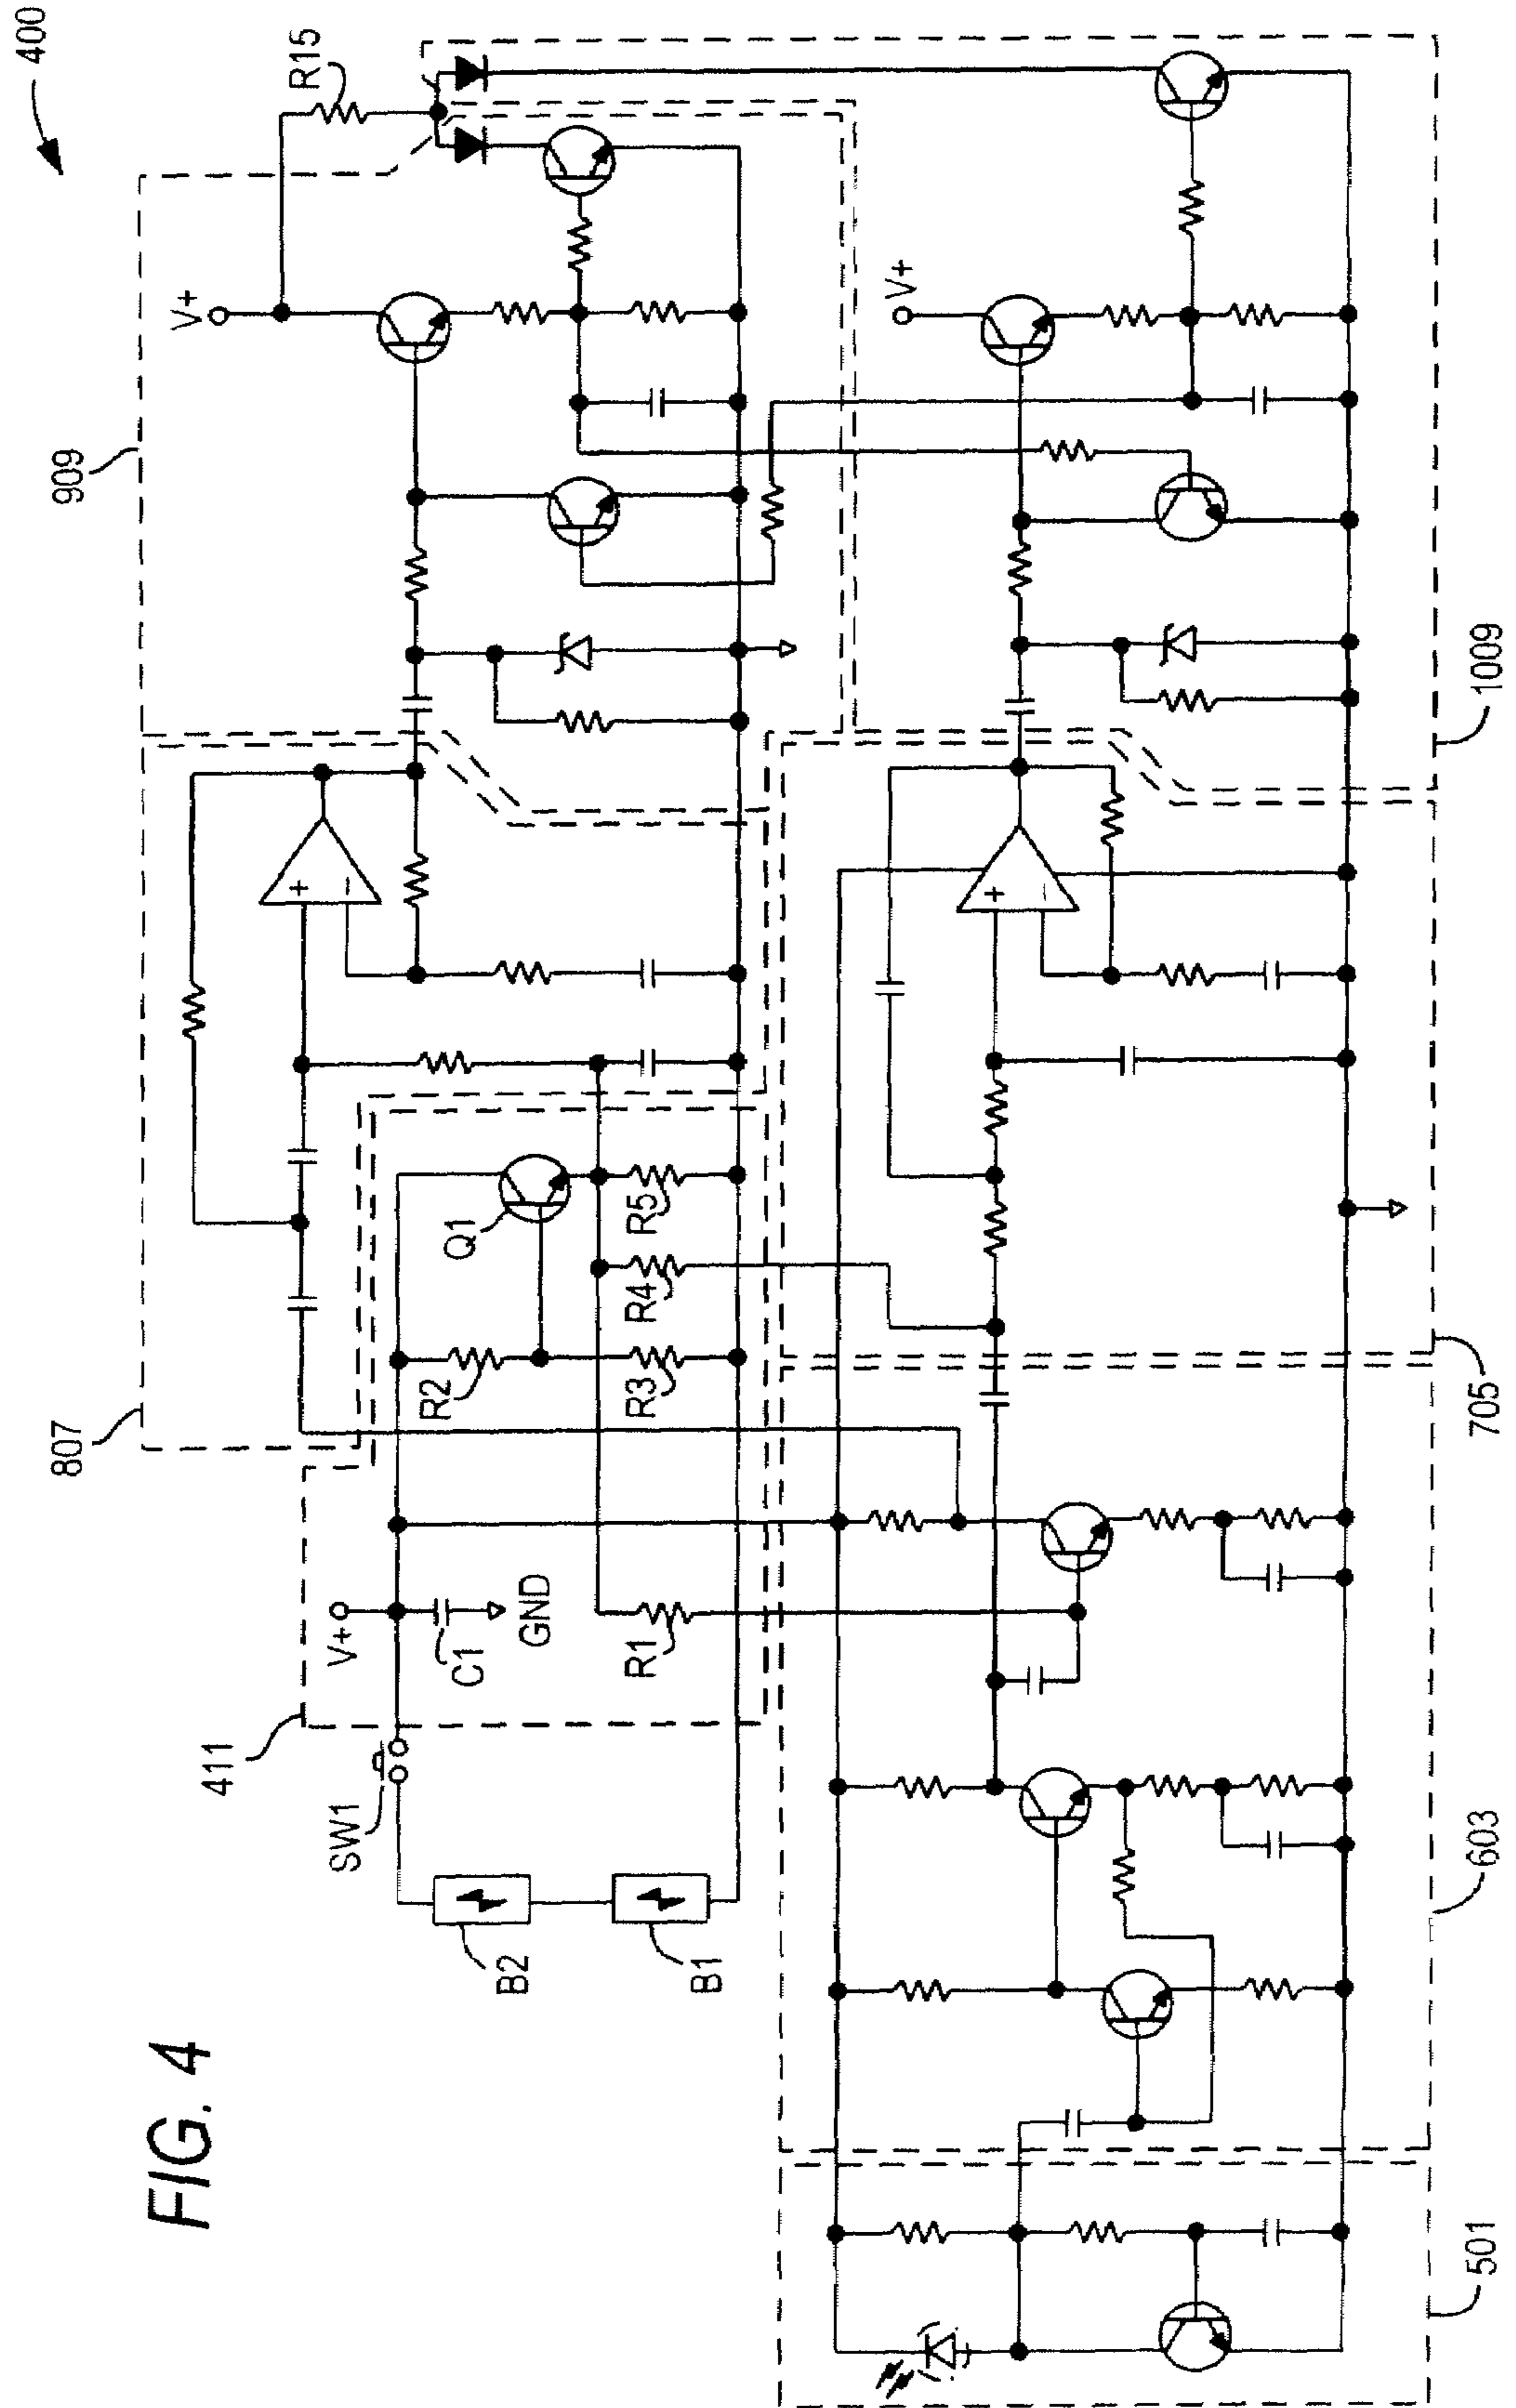 FIG. 4
400
R15
V+
909
807
Q1
R5
R4
R2
R3
+
−
V+
C1
GND
R1
411
SW1
B2
B1
V+
1009
+
−
705
603
501